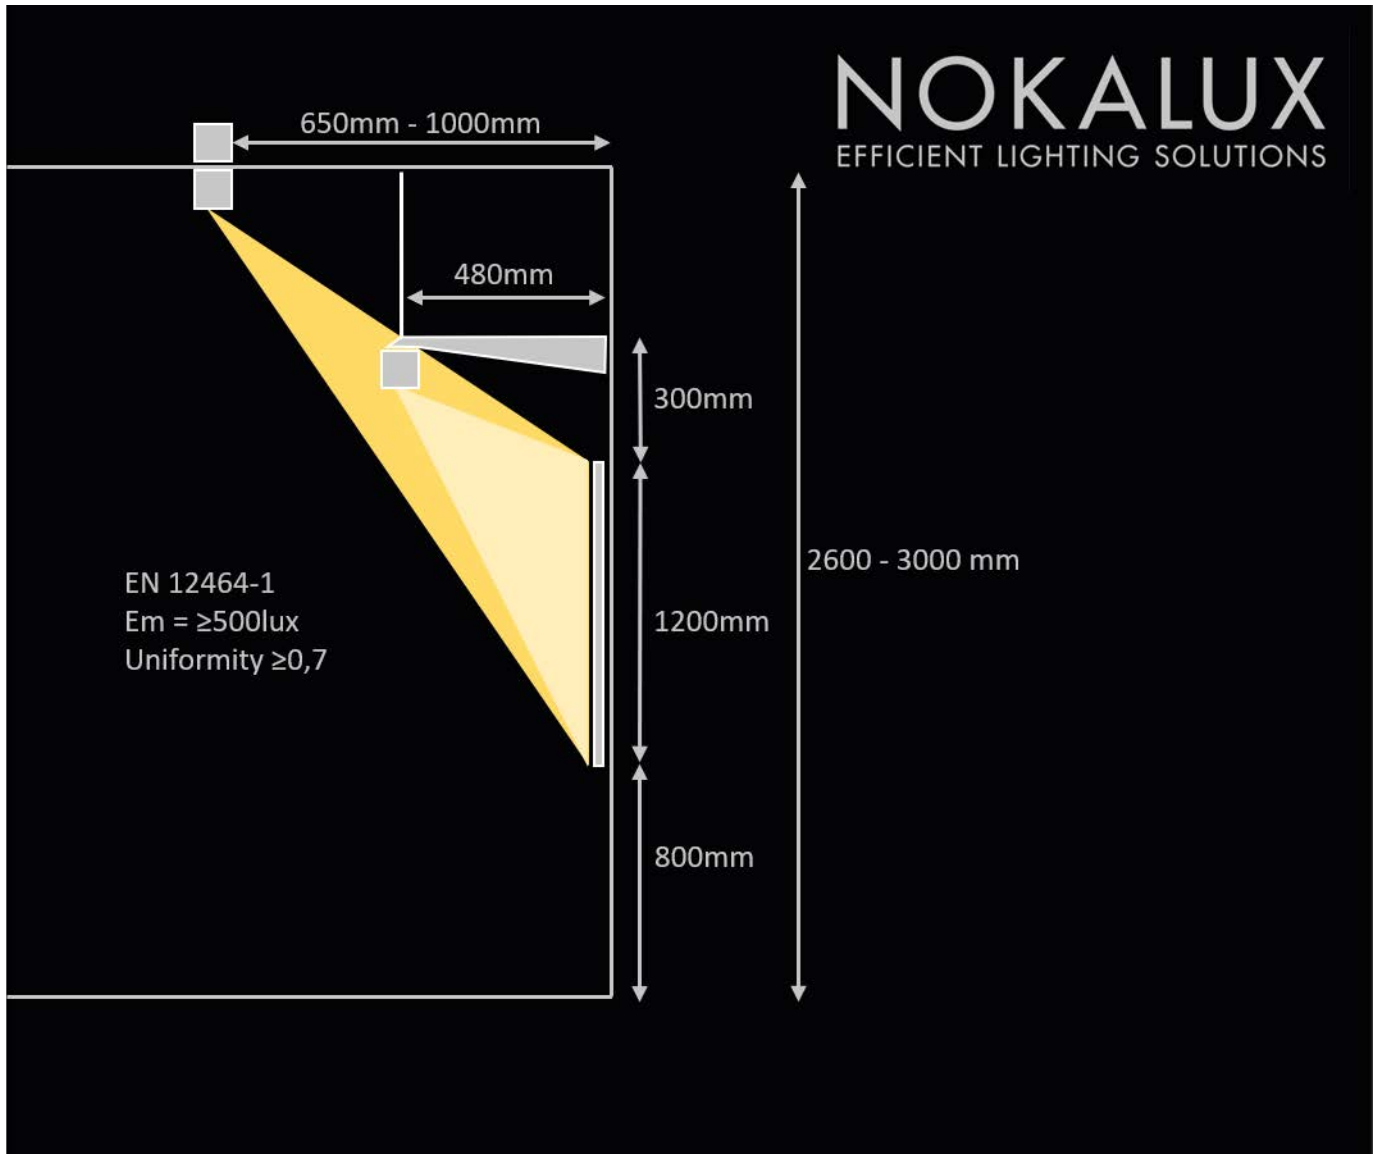 NOKALUX
EFFICIENT LIGHTING SOLUTIONS
650mm - 1000mm
480mm
300mm
2600 - 3000 mm
EN 12464-1
Em = ≥500lux
Uniformity ≥0,7
1200mm
800mm